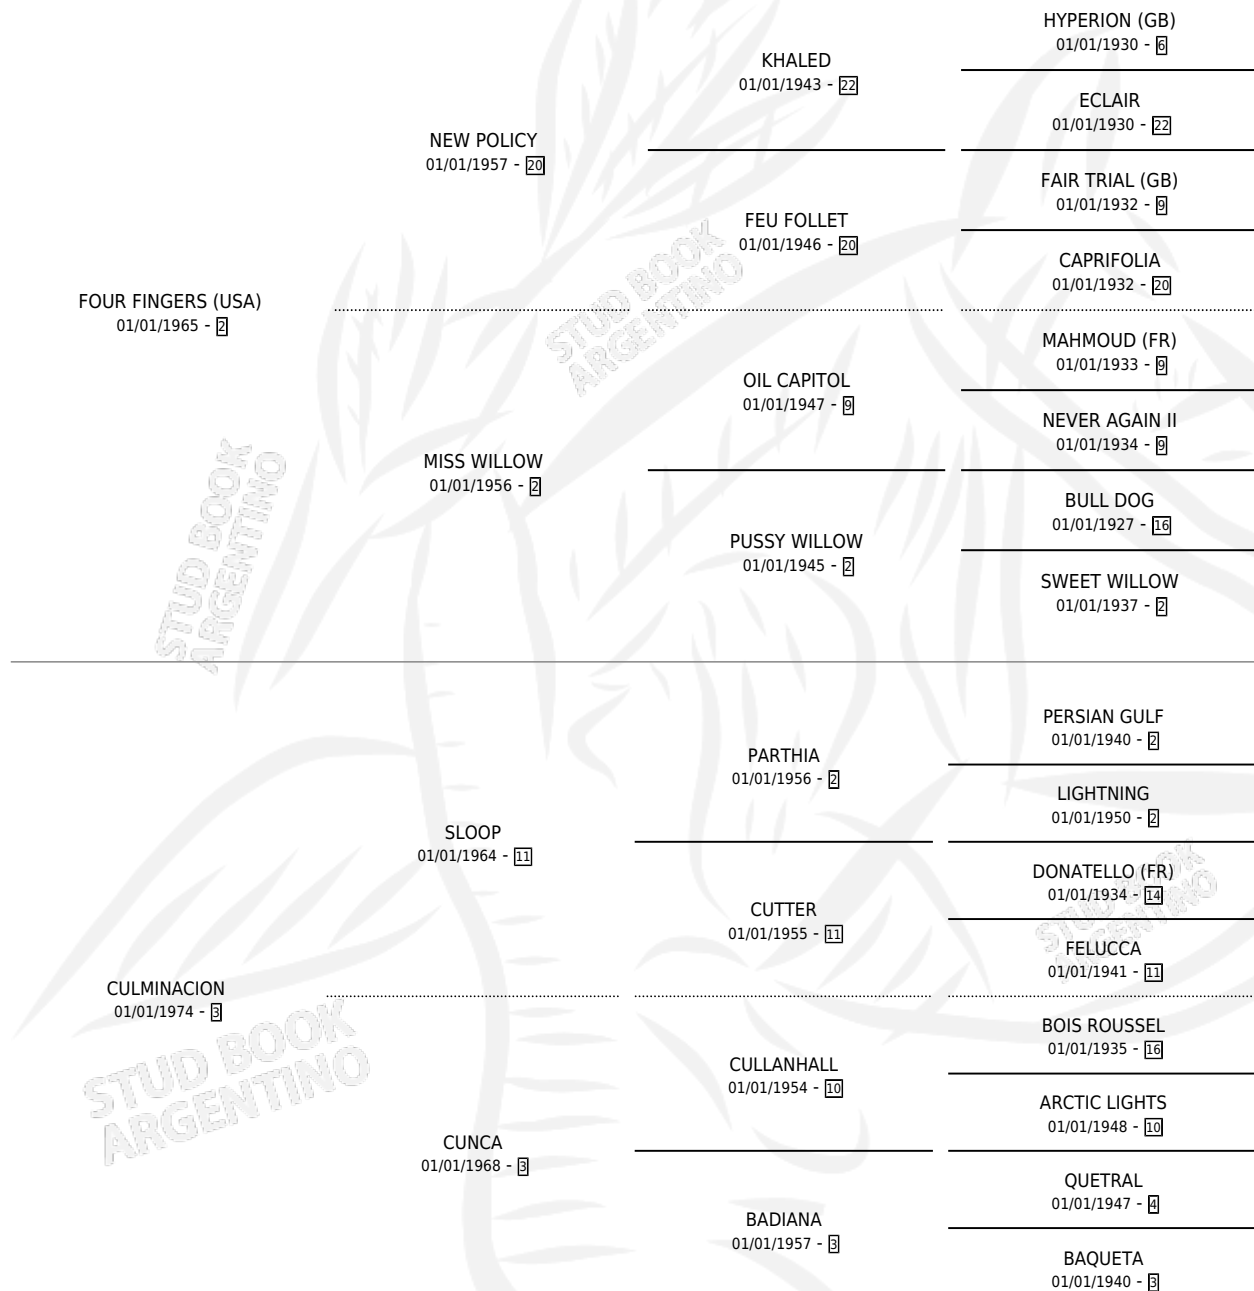 HYPERION (GB)
01/01/1930 - 6
KHALED
01/01/1943 - 22
ECLAIR
01/01/1930 - 22
NEW POLICY
01/01/1957 - 20
FAIR TRIAL (GB)
01/01/1932 - 9
FEU FOLLET
01/01/1946 - 20
CAPRIFOLIA
01/01/1932 - 20
FOUR FINGERS (USA)
01/01/1965 - 2
MAHMOUD (FR)
01/01/1933 - 9
OIL CAPITOL
01/01/1947 - 9
NEVER AGAIN II
01/01/1934 - 9
MISS WILLOW
01/01/1956 - 2
BULL DOG
01/01/1927 - 16
PUSSY WILLOW
01/01/1945 - 2
SWEET WILLOW
01/01/1937 - 2
PERSIAN GULF
01/01/1940 - 2
PARTHIA
01/01/1956 - 2
LIGHTNING
01/01/1950 - 2
SLOOP
01/01/1964 - 11
DONATELLO (FR)
01/01/1934 - 14
CUTTER
01/01/1955 - 11
FELUCCA
01/01/1941 - 11
CULMINACION
01/01/1974 - 3
BOIS ROUSSEL
01/01/1935 - 16
CULLANHALL
01/01/1954 - 10
ARCTIC LIGHTS
01/01/1948 - 10
CUNCA
01/01/1968 - 3
QUETRAL
01/01/1947 - 4
BADIANA
01/01/1957 - 3
BAQUETA
01/01/1940 - 3
STUD BOOK
ARGENTINO
STUD BOOK
ARGENTINO
STUD BOOK
ARGENTINO
STUD BOOK
ARGENTINO